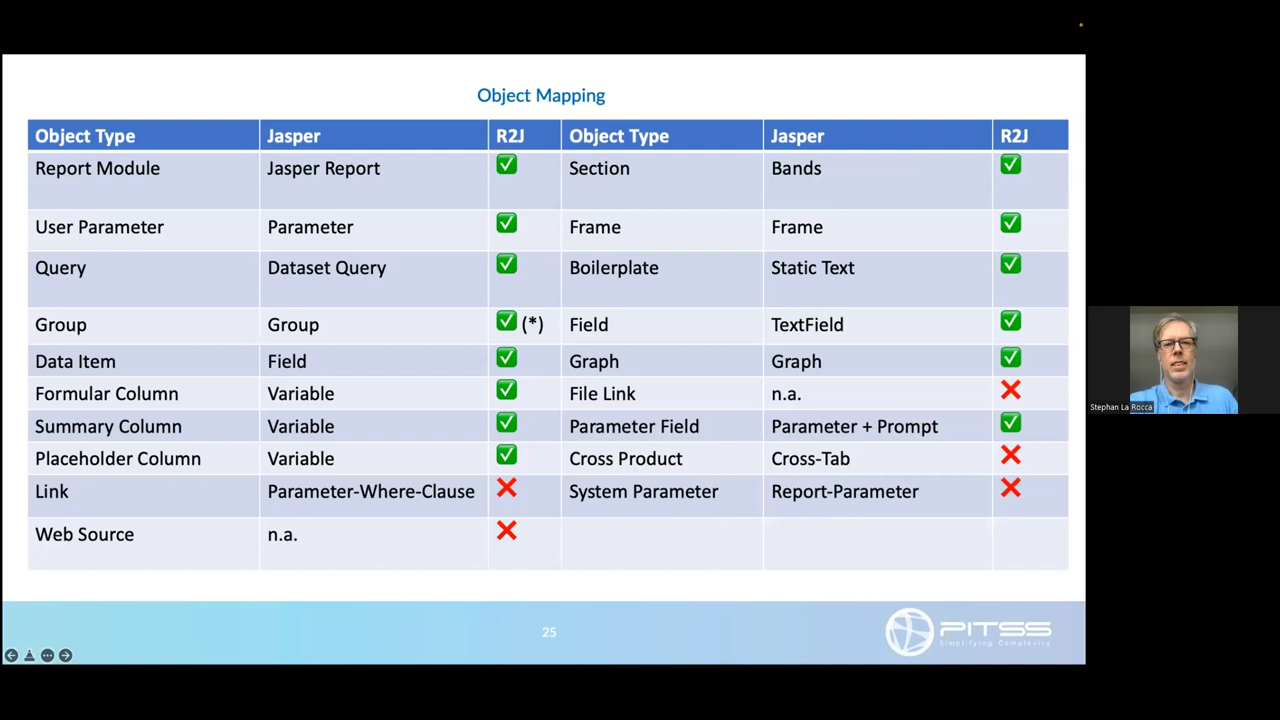 Object Mapping
Object Type Jasper R2J Object Type Jasper R2J
Report Module Jasper Report ✅ Section Bands ✅
User Parameter Parameter ✅ Frame Frame ✅
Query Dataset Query ✅ Boilerplate Static Text ✅
Group Group ✅ (*) Field TextField ✅
Data Item Field ✅ Graph Graph ✅
Formular Column Variable ✅ File Link n.a. ❌
Summary Column Variable ✅ Parameter Field Parameter + Prompt ✅
Placeholder Column Variable ✅ Cross Product Cross-Tab ❌
Link Parameter-Where-Clause ❌ System Parameter Report-Parameter ❌
Web Source n.a. ❌
Stephan La Rocca
25
PITSS
Simplifying Complexity